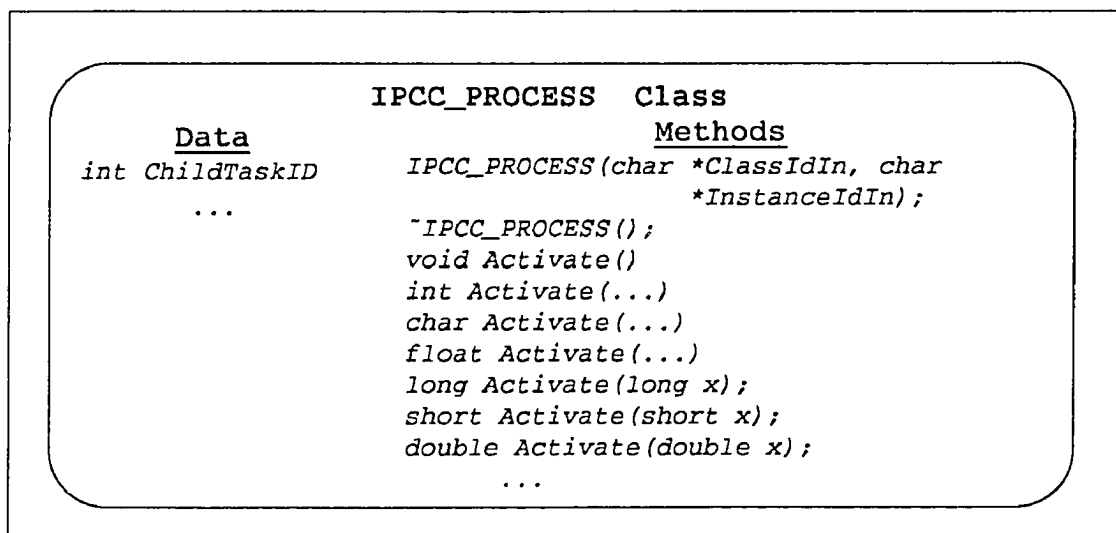 IPCC_PROCESS Class
Data
Methods
int ChildTaskID
...
IPCC_PROCESS(char *ClassIdIn, char
*InstanceIdIn);
~IPCC_PROCESS();
void Activate()
int Activate(...)
char Activate(...)
float Activate(...)
long Activate(long x);
short Activate(short x);
double Activate(double x);
...